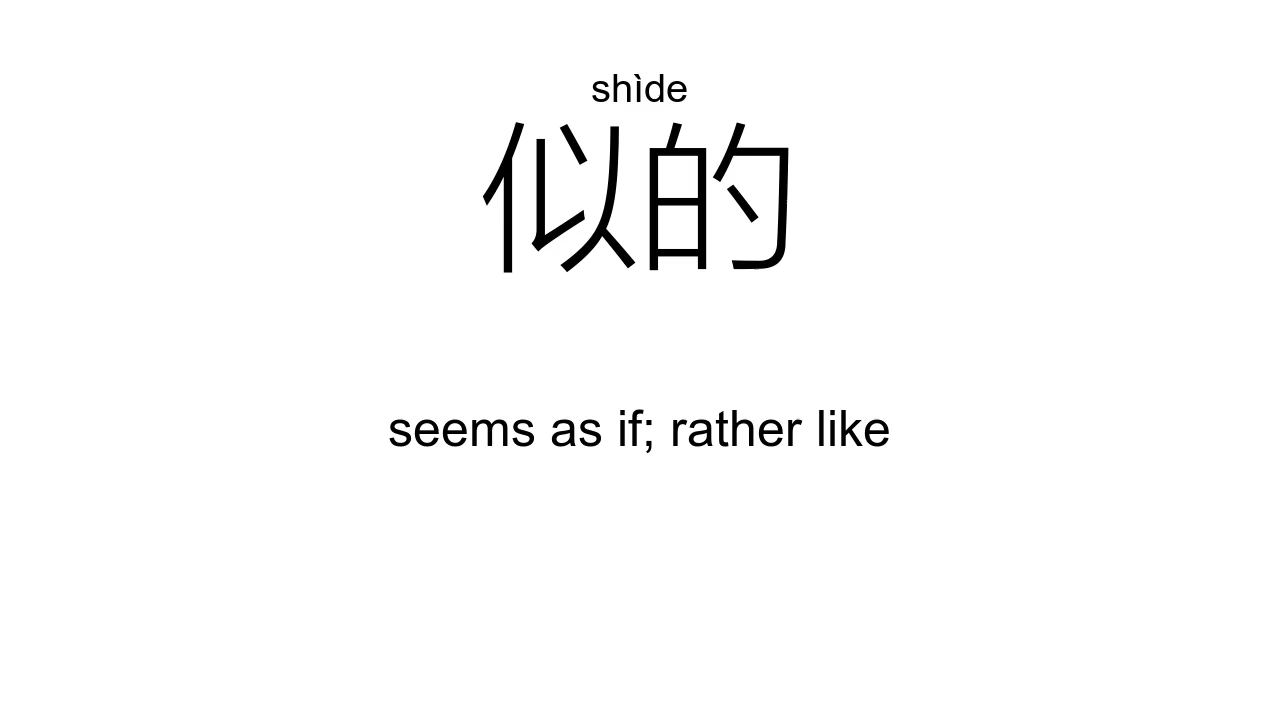 shìde
似的
seems as if; rather like